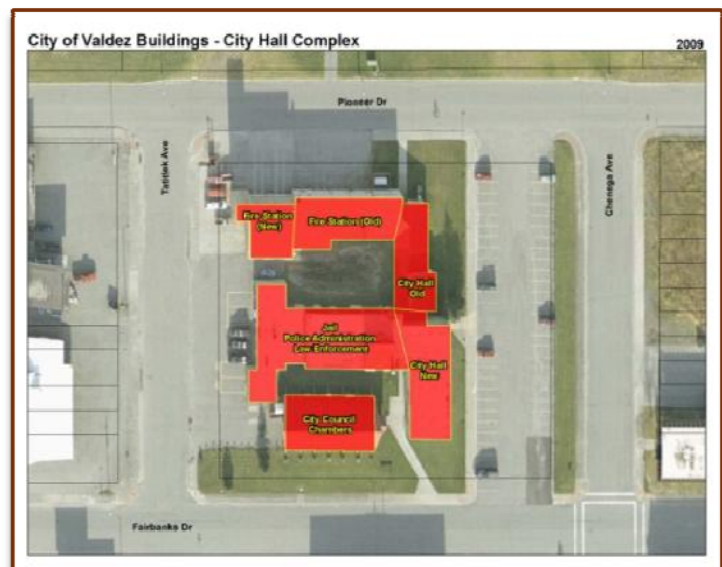 City of Valdez Buildings - City Hall Complex
2009
Pioneer Dr
Tatitlek Ave
Chenega Ave
Fire Station
(New)
Fire Station (Old)
City Hall
Old
Jail
Police Administration
Law Enforcement
City Hall
New
City Council
Chambers
Fairbanks Dr